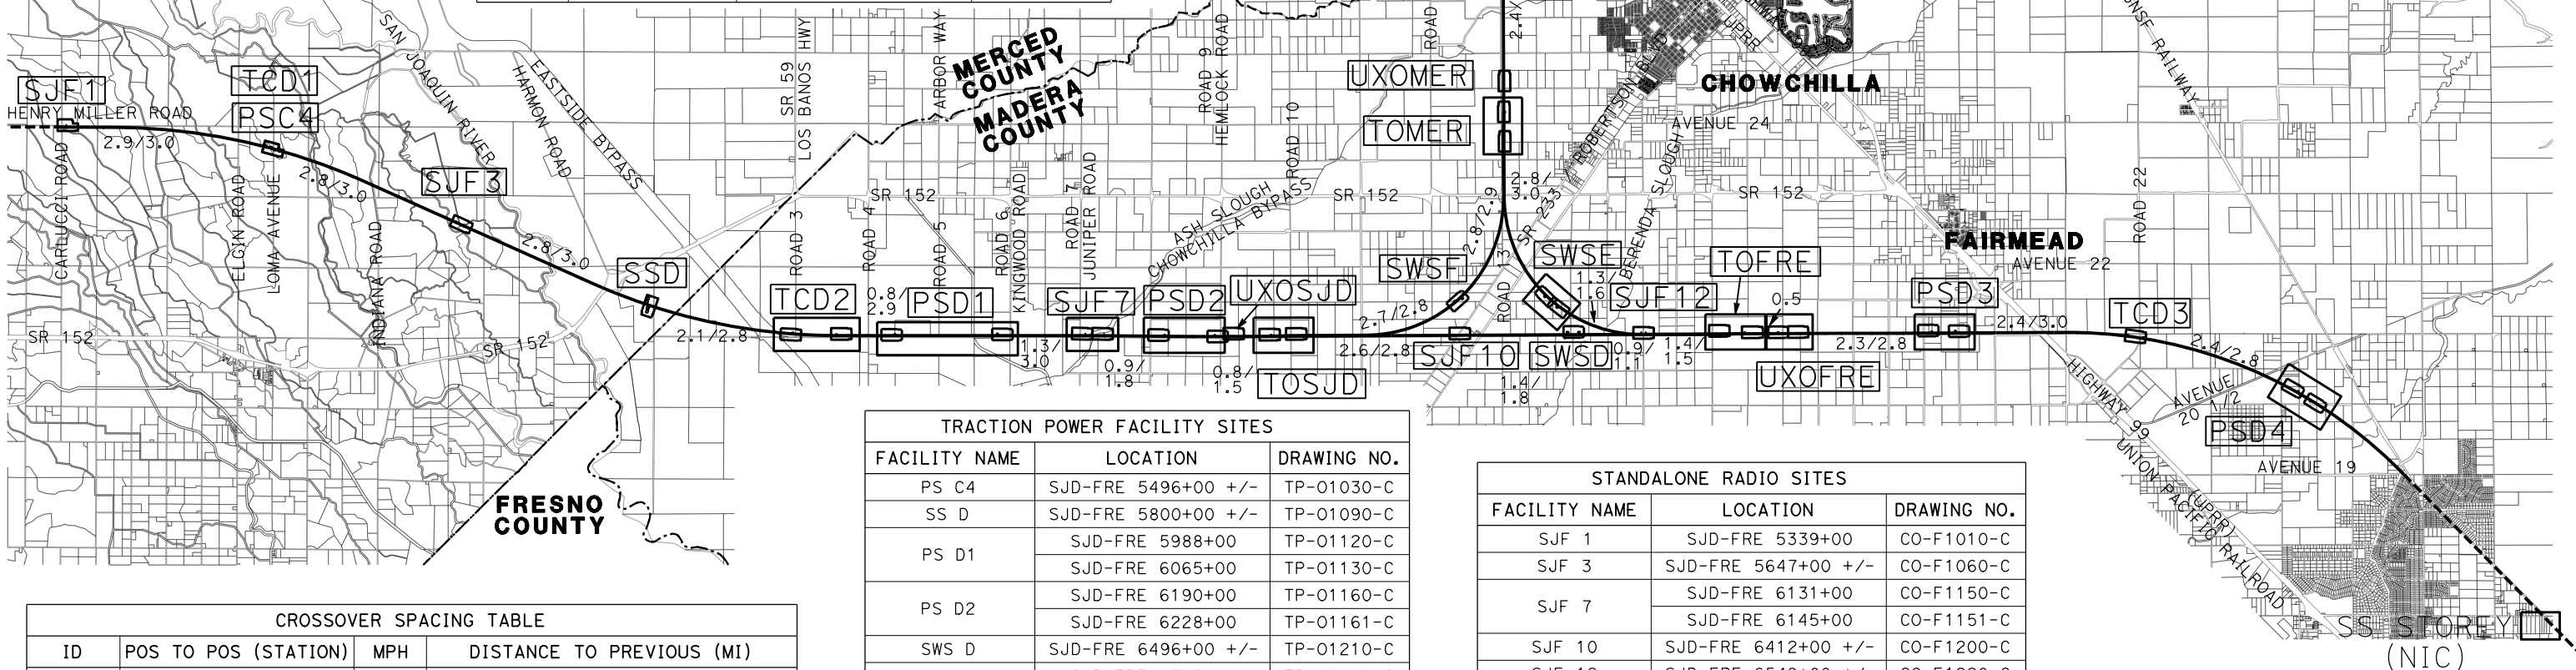 SAN JOAQUIN RIVER
EASTSIDE BYPASS
HARMON ROAD
SR 59
LOS BANOS HWY
ARBOR WAY
MERCED
COUNTY
MADERA
COUNTY
ROAD 9
HEMLOCK ROAD
ROAD 10
ROAD
2.4
UPRR
HIGHWAY
ROBERTSON BLVD
CHOWCHILLA
AVENUE 24
BNSF RAILWAY
SJF1
HENRY MILLER ROAD
TCD1
PSC4
2.9/3.0
2.8/3.0
SJF3
2.8/3.0
CARLUCCI ROAD
ELGIN ROAD
LOMA AVENUE
INDIANA ROAD
SSD
2.1/2.8
SR 152
SR 152
ROAD 3
ROAD 4
SR 152
ROAD 5
ROAD 6
KINGWOOD ROAD
ROAD 7
JUNIPER ROAD
ASH SLOUGH
CHOWCHILLA BYPASS
SR 152
UXOMER
TOMER
2.8/
3.0
2.8/2.9
SR 233
ROAD 13
BERENDA SLOUGH
SR 152
ROAD 22
FAIRMEAD
AVENUE 22
TCD2
0.8/
2.9
PSD1
1.3/
3.0
SJF7
0.9/
1.8
PSD2
0.8/
1.5
UXOSJD
TOSJD
SWSF
2.7/2.8
2.6/2.8
SJF10
1.4/
1.8
SWSE
1.3/
1.6
SWSD
0.9/
1.1
SJF12
1.4/
1.5
TOFRE
0.5
UXOFRE
2.3/2.8
PSD3
2.4/3.0
TCD3
2.4/2.8
AVENUE
20 1/2
PSD4
AVENUE 19
HIGHWAY 99
UNION PACIFIC RAILROAD
(UPRR)
SS STOREY
(NIC)
FRESNO
COUNTY
TRACTION POWER FACILITY SITES
FACILITY NAME LOCATION DRAWING NO.
PS C4 SJD-FRE 5496+00 +/- TP-O1030-C
SS D SJD-FRE 5800+00 +/- TP-O1090-C
PS D1 SJD-FRE 5988+00 TP-O1120-C
SJD-FRE 6065+00 TP-O1130-C
PS D2 SJD-FRE 6190+00 TP-O1160-C
SJD-FRE 6228+00 TP-O1161-C
SWS D SJD-FRE 6496+00 +/- TP-O1210-C
STANDALONE RADIO SITES
FACILITY NAME LOCATION DRAWING NO.
SJF 1 SJD-FRE 5339+00 CO-F1010-C
SJF 3 SJD-FRE 5647+00 +/- CO-F1060-C
SJF 7 SJD-FRE 6131+00 CO-F1150-C
SJD-FRE 6145+00 CO-F1151-C
SJF 10 SJD-FRE 6412+00 +/- CO-F1200-C
CROSSOVER SPACING TABLE
ID POS TO POS (STATION) MPH DISTANCE TO PREVIOUS (MI)